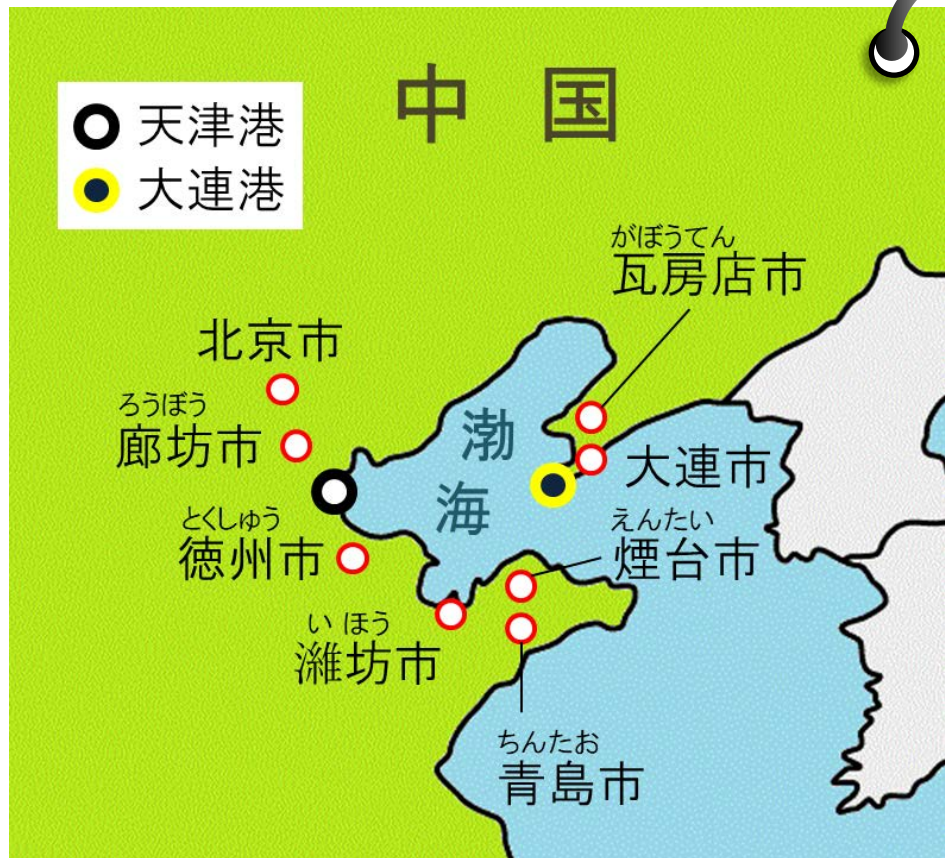 中国
天津港
大連港
がぼうてん
瓦房店市
北京市
ろうぼう
廊坊市
渤海
大連市
とくしゅう
徳州市
えんたい
煙台市
いほう
濰坊市
ちんたお
青島市